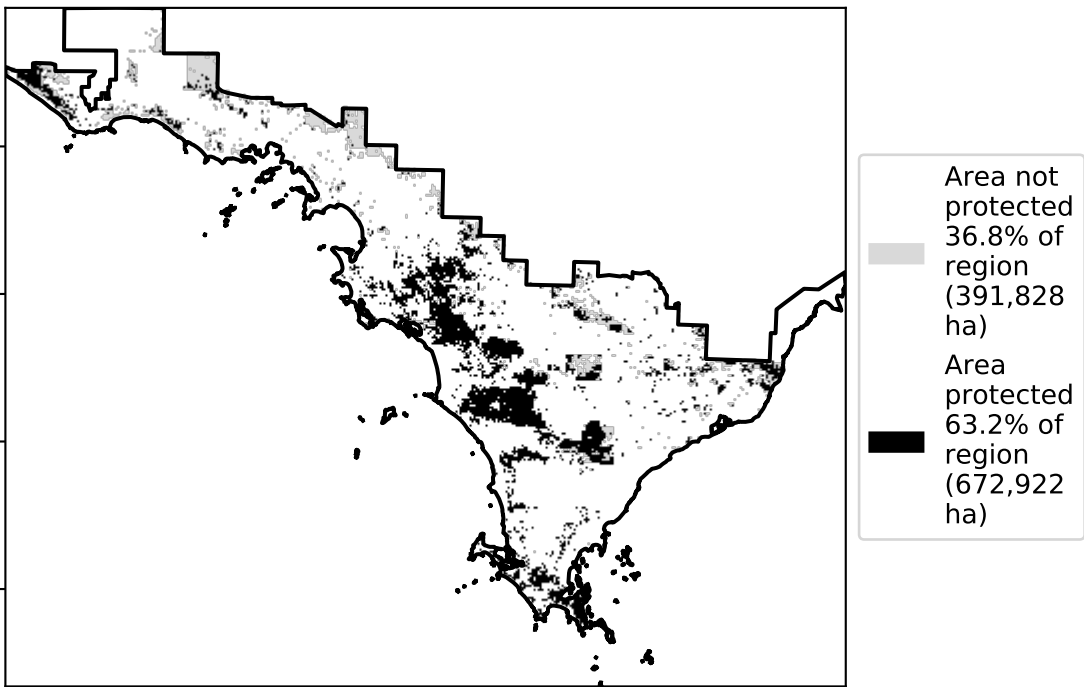 Area not
protected
36.8% of
region
(391,828
ha)
Area
protected
63.2% of
region
(672,922
ha)